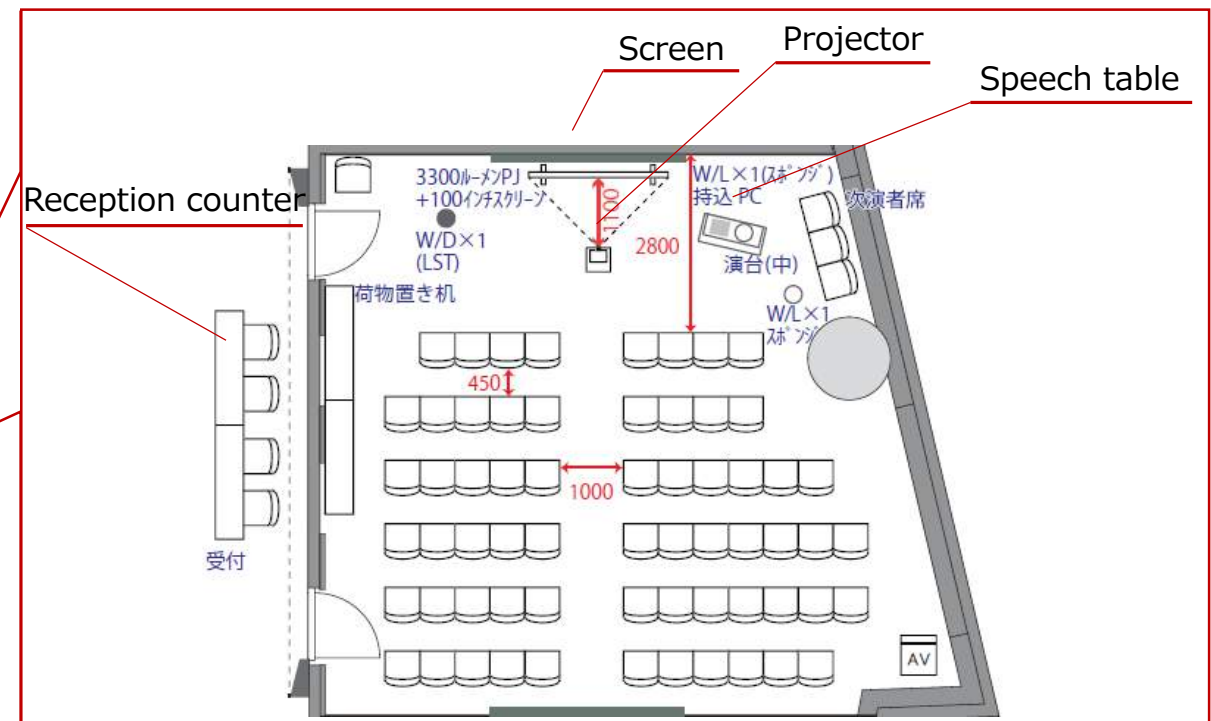 Screen
Projector
Speech table
Reception counter
3300ルーメンPJ
+100インチスクリーン
W/D×1
(LST)
1100
2800
W/L×1(スポンジ)
持込PC
次演者席
演台(中)
W/L×1
スポンジ
荷物置き机
450
1000
受付
AV